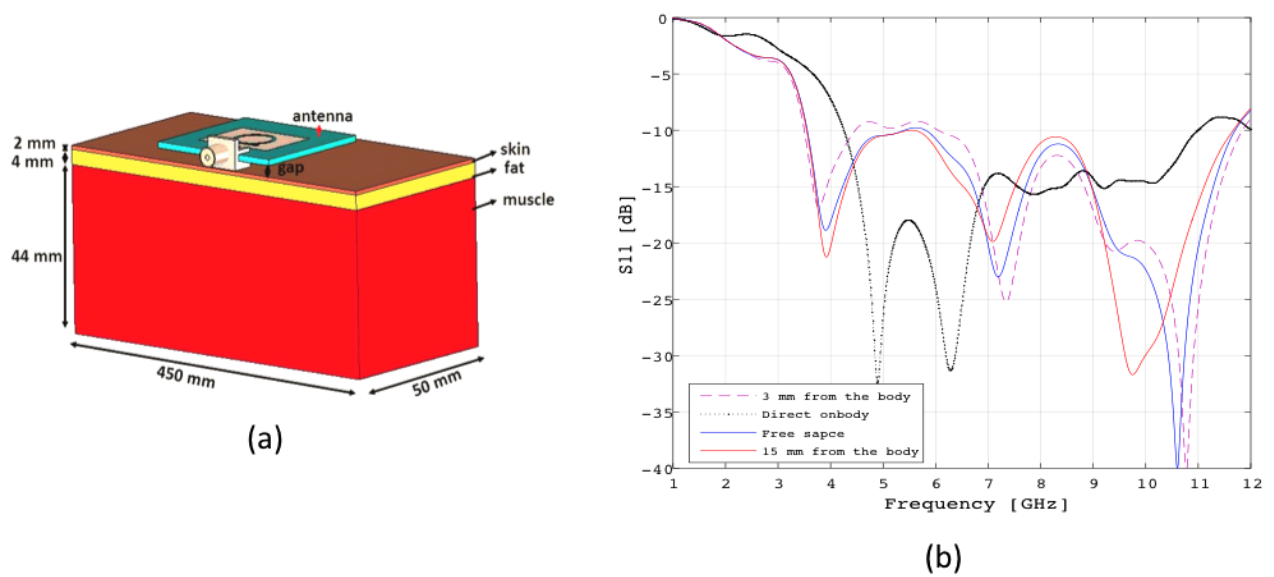 antenna
2 mm
4 mm
skin
gap
fat
muscle
44 mm
450 mm
50 mm
(a)
0
-5
-10
-15
-20
-25
-30
-35
-40
S11 [dB]
3 mm from the body
Direct onbody
Free sapce
15 mm from the body
1 2 3 4 5 6 7 8 9 10 11 12
Frequency [GHz]
(b)